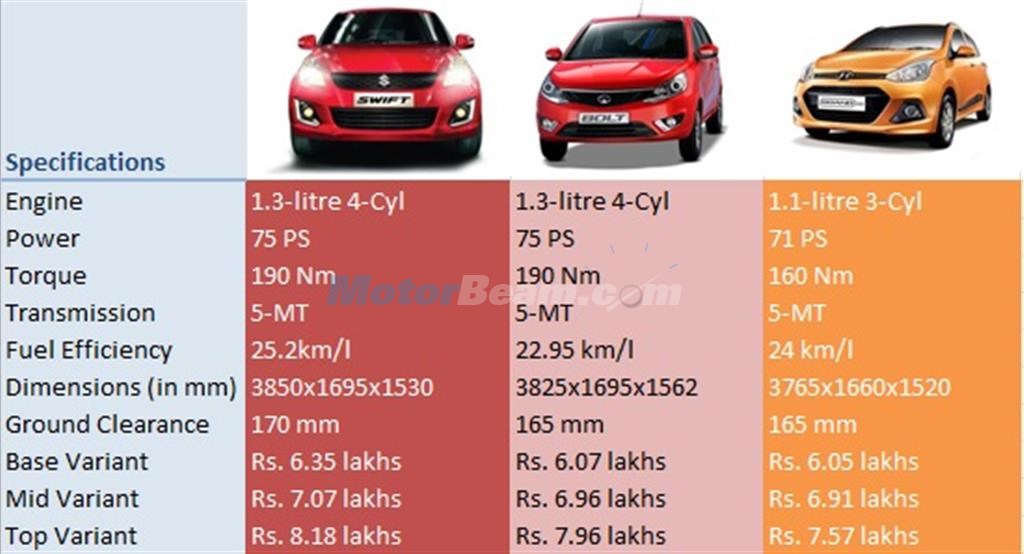 SWIFT
BOLT
GRAND
Specifications
Engine 1.3-litre 4-Cyl 1.3-litre 4-Cyl 1.1-litre 3-Cyl
Power 75 PS 75 PS 71 PS
Torque 190 Nm 190 Nm 160 Nm
MotorBeam.com
Transmission 5-MT 5-MT 5-MT
Fuel Efficiency 25.2km/l 22.95 km/l 24 km/l
Dimensions (in mm) 3850x1695x1530 3825x1695x1562 3765x1660x1520
Ground Clearance 170 mm 165 mm 165 mm
Base Variant Rs. 6.35 lakhs Rs. 6.07 lakhs Rs. 6.05 lakhs
Mid Variant Rs. 7.07 lakhs Rs. 6.96 lakhs Rs. 6.91 lakhs
Top Variant Rs. 8.18 lakhs Rs. 7.96 lakhs Rs. 7.57 lakhs